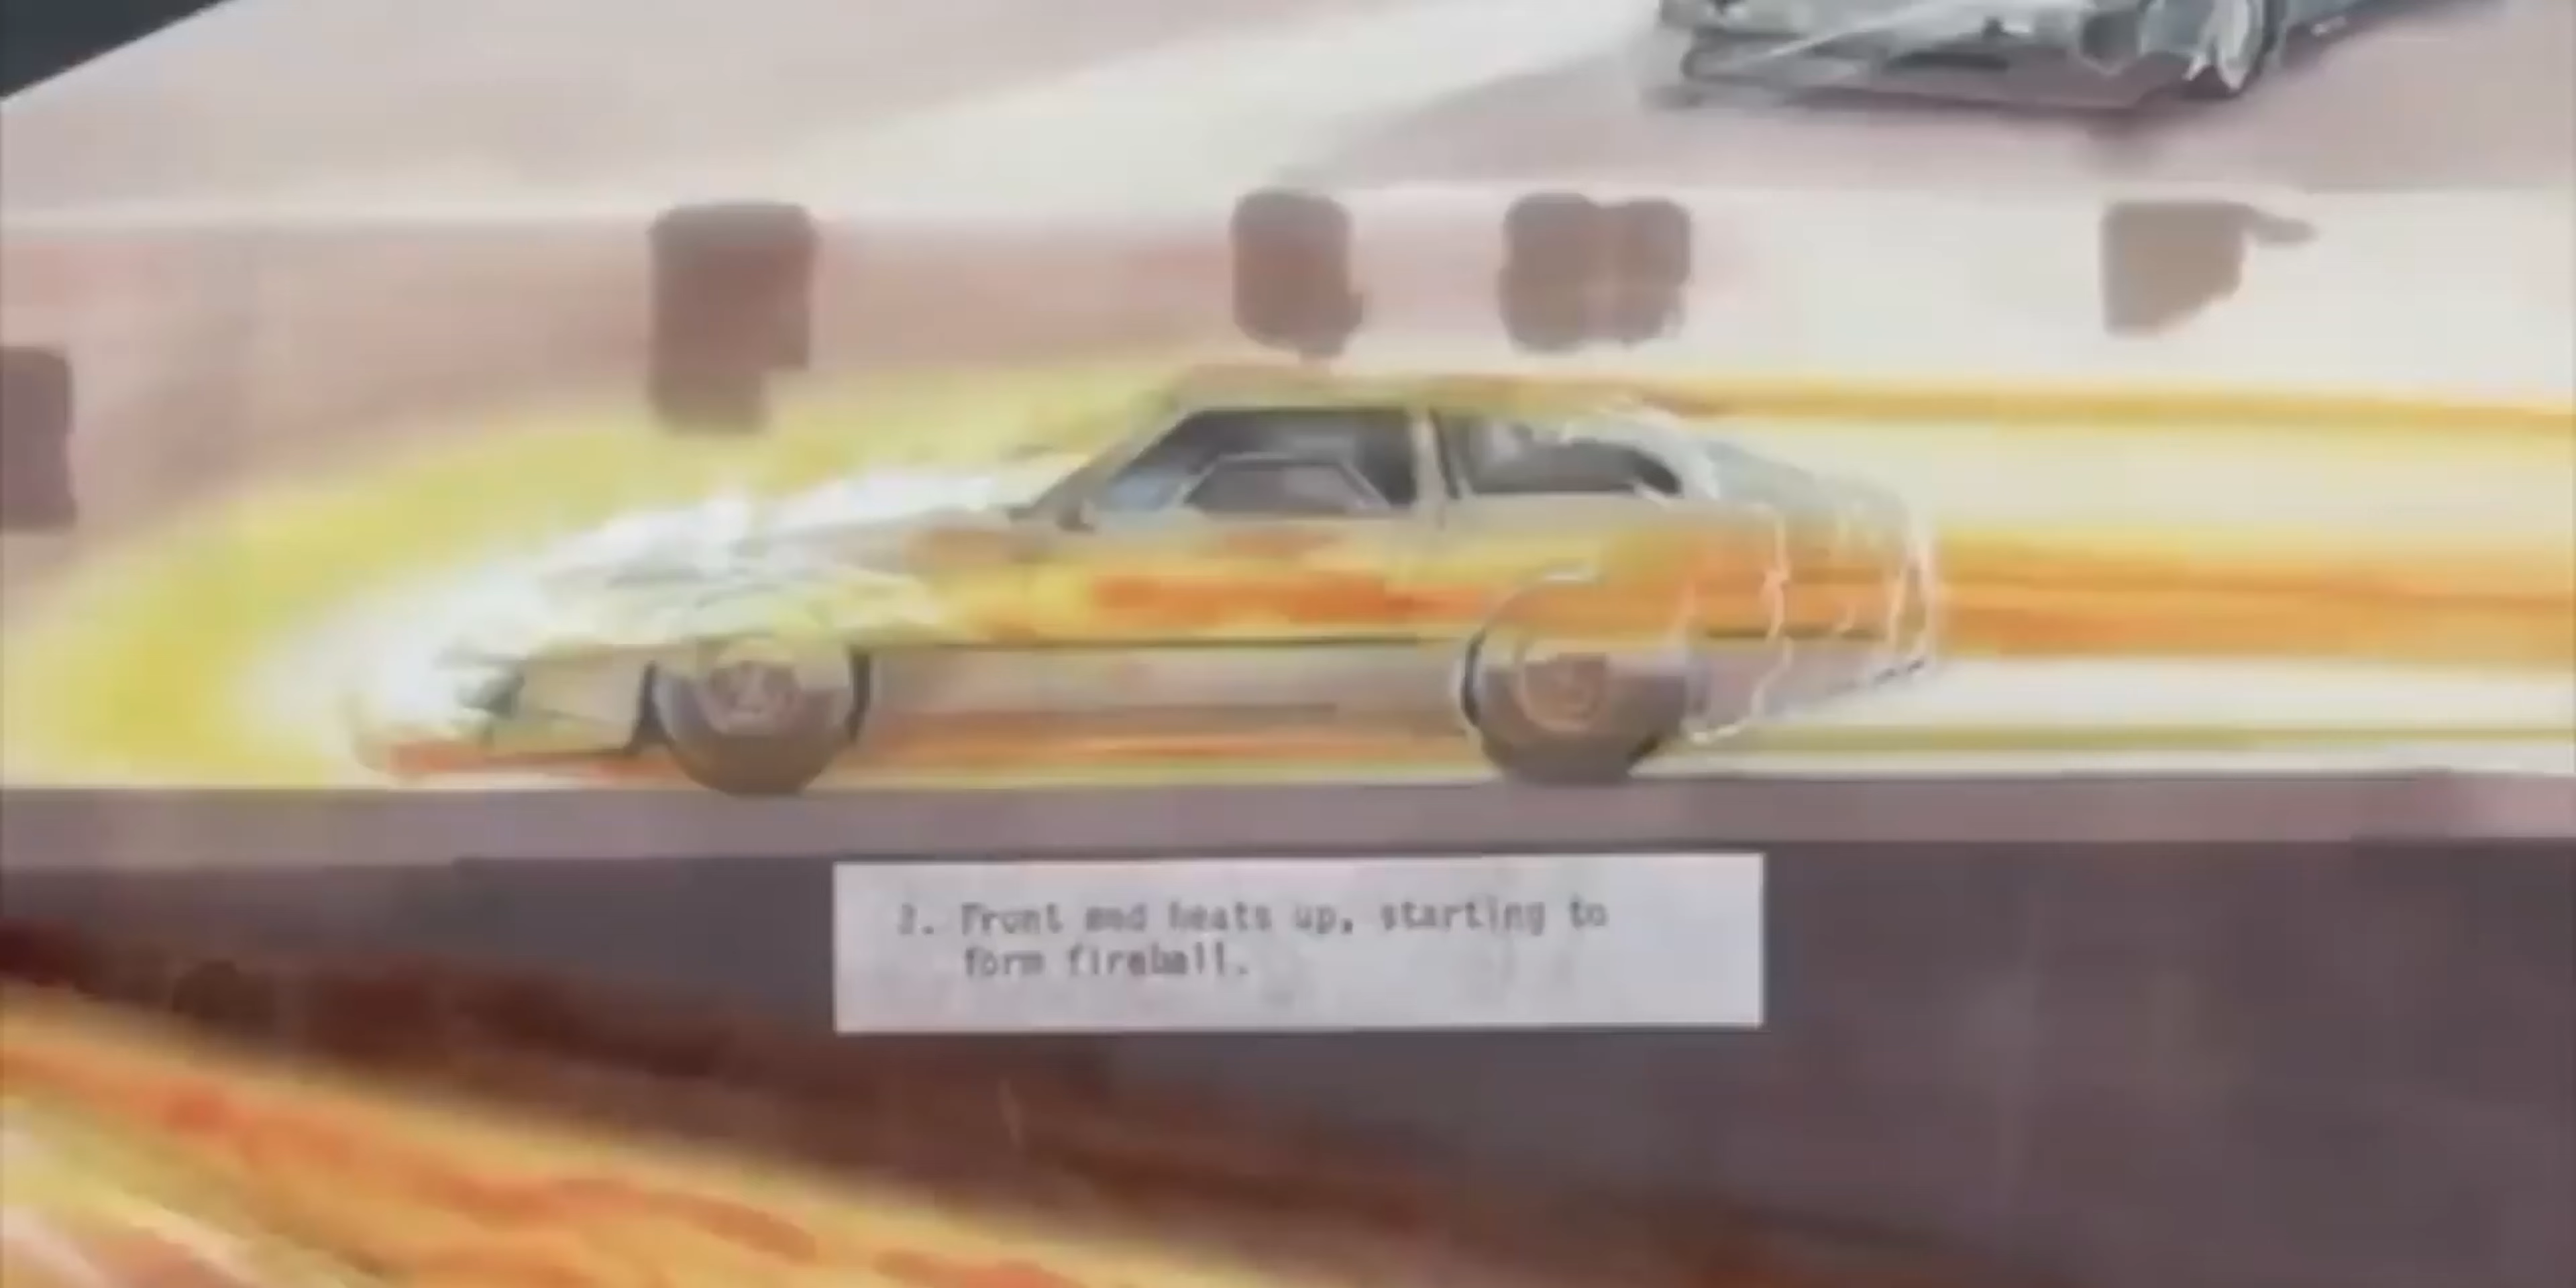 2. Front end heats up, starting to
form fireball.